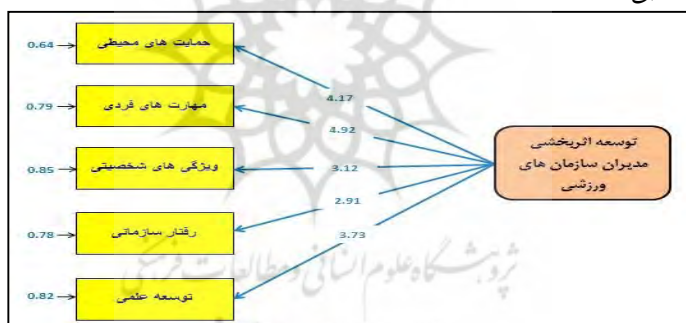 0.64
حمایت های محیطی
4.17
0.79
مهارت های فردی
4.92
توسعه اثربخشی
مدیران سازمان های
ورزشی
0.85
ویژگی های شخصیتی
3.12
0.78
رفتار سازمانی
2.91
3.73
0.82
توسعه علمی
پژوهشگاه علوم انسانی و مطالعات فرهنگی